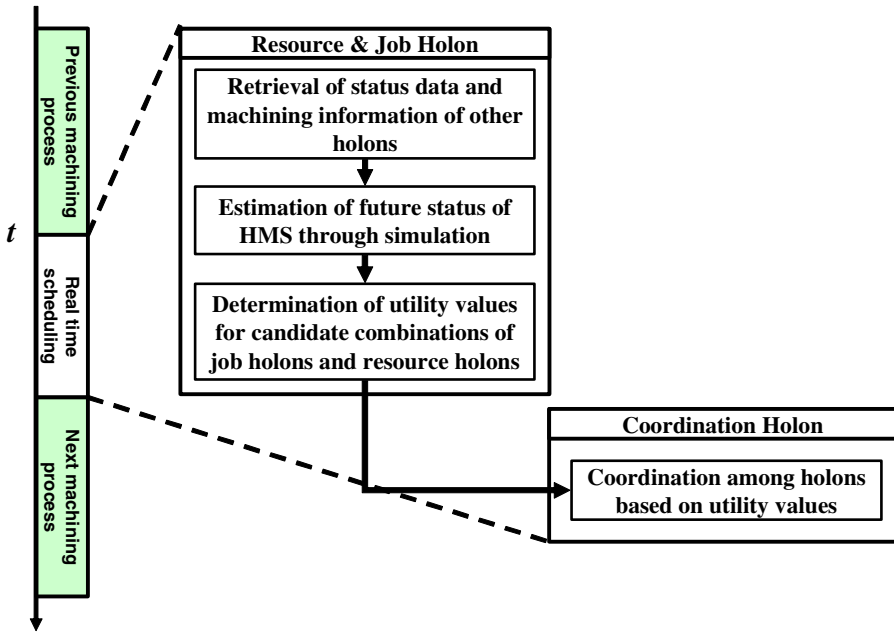 Previous machining
process
t
Real time
scheduling
Next machining
process
Resource & Job Holon
Retrieval of status data and
machining information of other
holons
Estimation of future status of
HMS through simulation
Determination of utility values
for candidate combinations of
job holons and resource holons
Coordination Holon
Coordination among holons
based on utility values